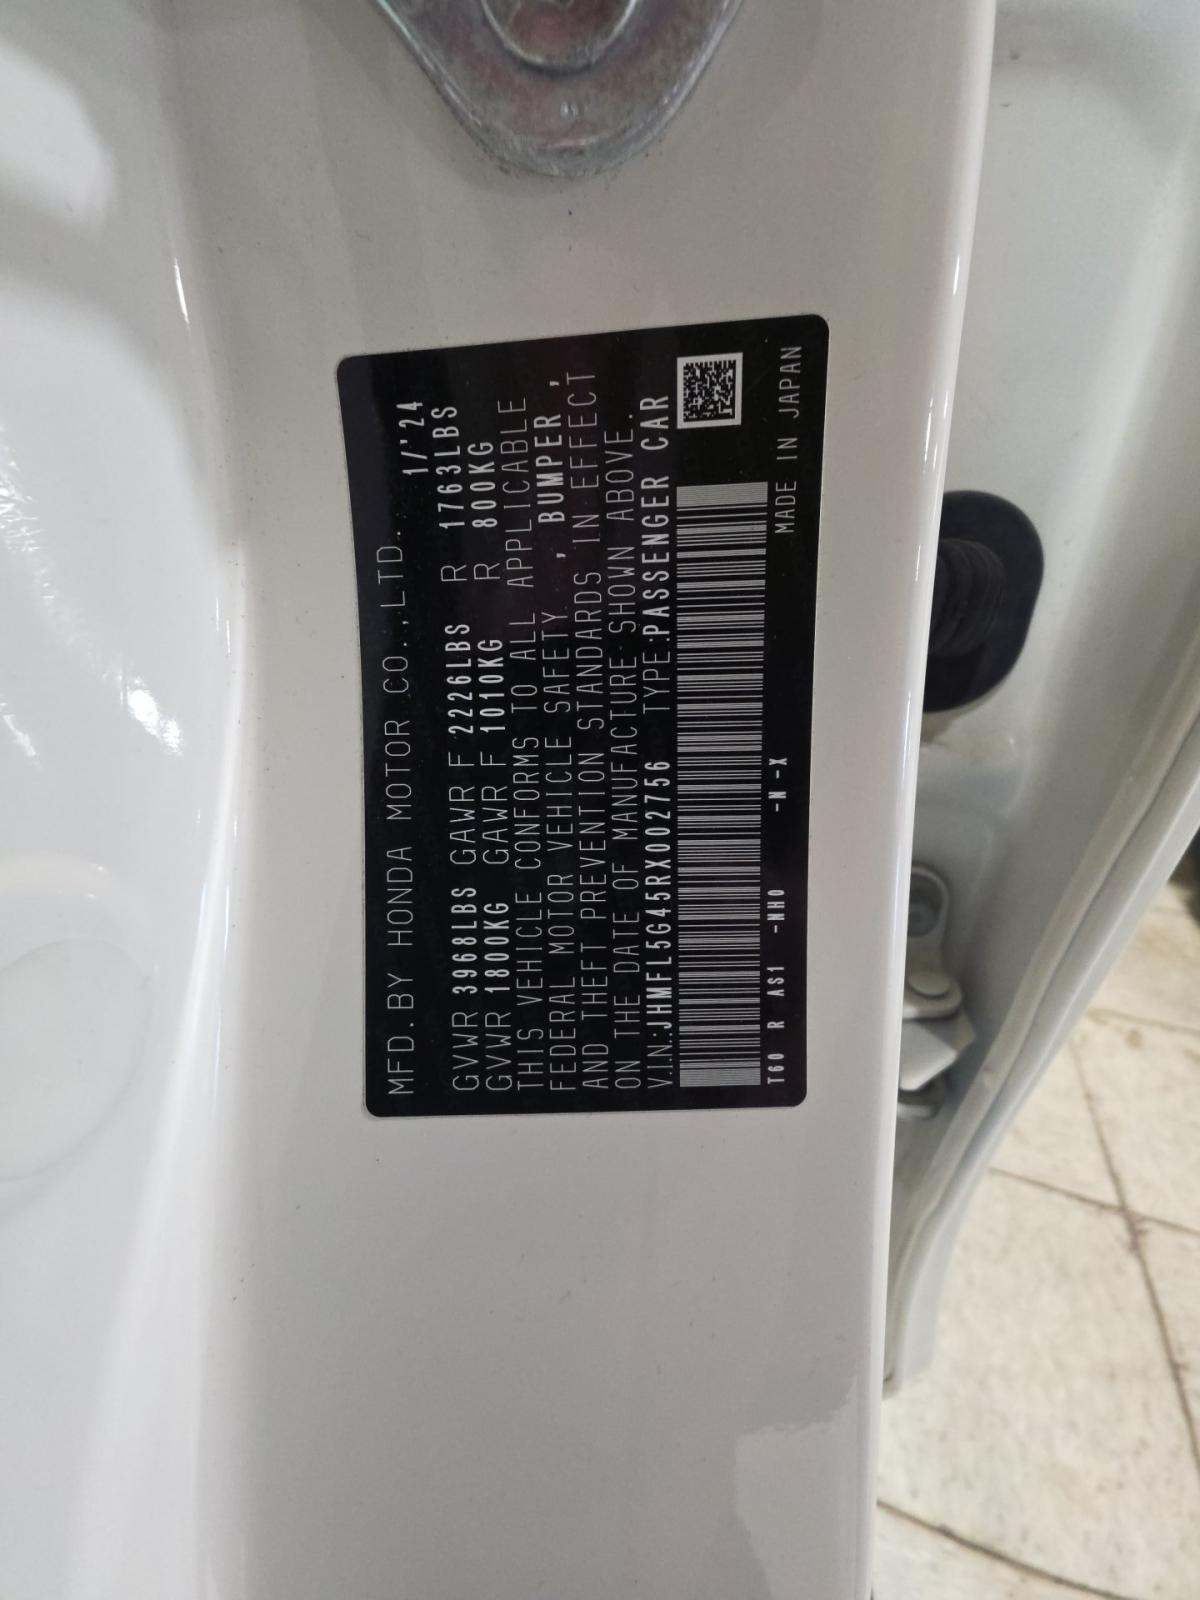 MFD. BY HONDA MOTOR CO., LTD. 1/'24
GVWR 3968LBS GAWR F 2226LBS R 1763LBS
GVWR 1800KG GAWR F 1010KG R 800KG
THIS VEHICLE CONFORMS TO ALL APPLICABLE
FEDERAL MOTOR VEHICLE SAFETY, BUMPER,
AND THEFT PREVENTION STANDARDS IN EFFECT
ON THE DATE OF MANUFACTURE SHOWN ABOVE.
V.I.N.:JHMFL5G45RX002756 TYPE:PASSENGER CAR
T60 R AS1 -NH0 -N-X
MADE IN JAPAN